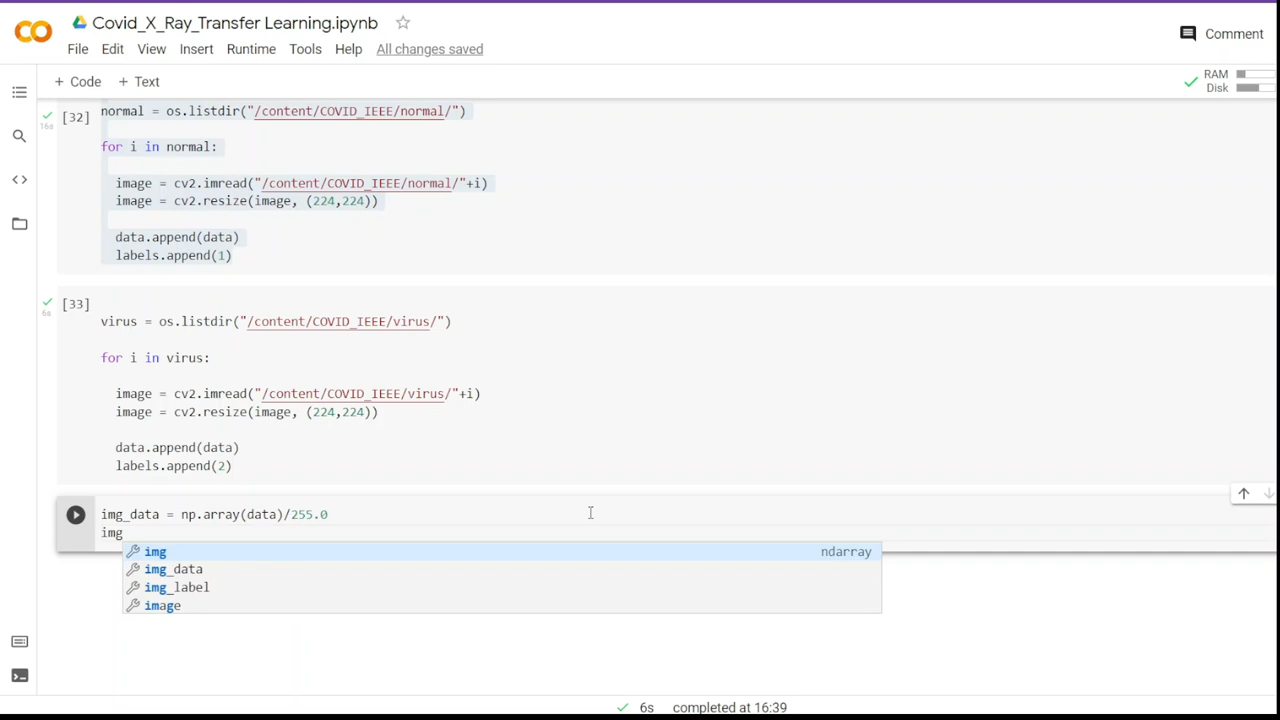 Covid_X_Ray_Transfer Learning.ipynb
Comment
File Edit View Insert Runtime Tools Help All changes saved
+ Code + Text
RAM
Disk
[32]
16s
normal = os.listdir("/content/COVID_IEEE/normal/")
for i in normal:
image = cv2.imread("/content/COVID_IEEE/normal/"+i)
image = cv2.resize(image, (224,224))
data.append(data)
labels.append(1)
[33]
6s
virus = os.listdir("/content/COVID_IEEE/virus/")
for i in virus:
image = cv2.imread("/content/COVID_IEEE/virus/"+i)
image = cv2.resize(image, (224,224))
data.append(data)
labels.append(2)
img_data = np.array(data)/255.0
img
img ndarray
img_data
img_label
image
6s completed at 16:39